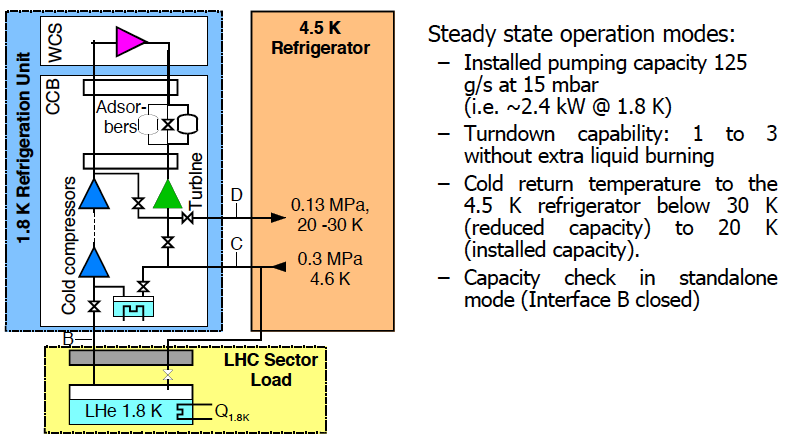 1.8 K Refrigeration Unit
WCS
CCB
Adsor-
bers
Cold compressors
TurbIne
4.5 K
Refrigerator
D
0.13 MPa,
20 -30 K
C
0.3 MPa
4.6 K
B
LHC Sector
Load
LHe 1.8 K
Q1.8K
Steady state operation modes:
– Installed pumping capacity 125
g/s at 15 mbar
(i.e. ~2.4 kW @ 1.8 K)
– Turndown capability: 1 to 3
without extra liquid burning
– Cold return temperature to the
4.5 K refrigerator below 30 K
(reduced capacity) to 20 K
(installed capacity).
– Capacity check in standalone
mode (Interface B closed)